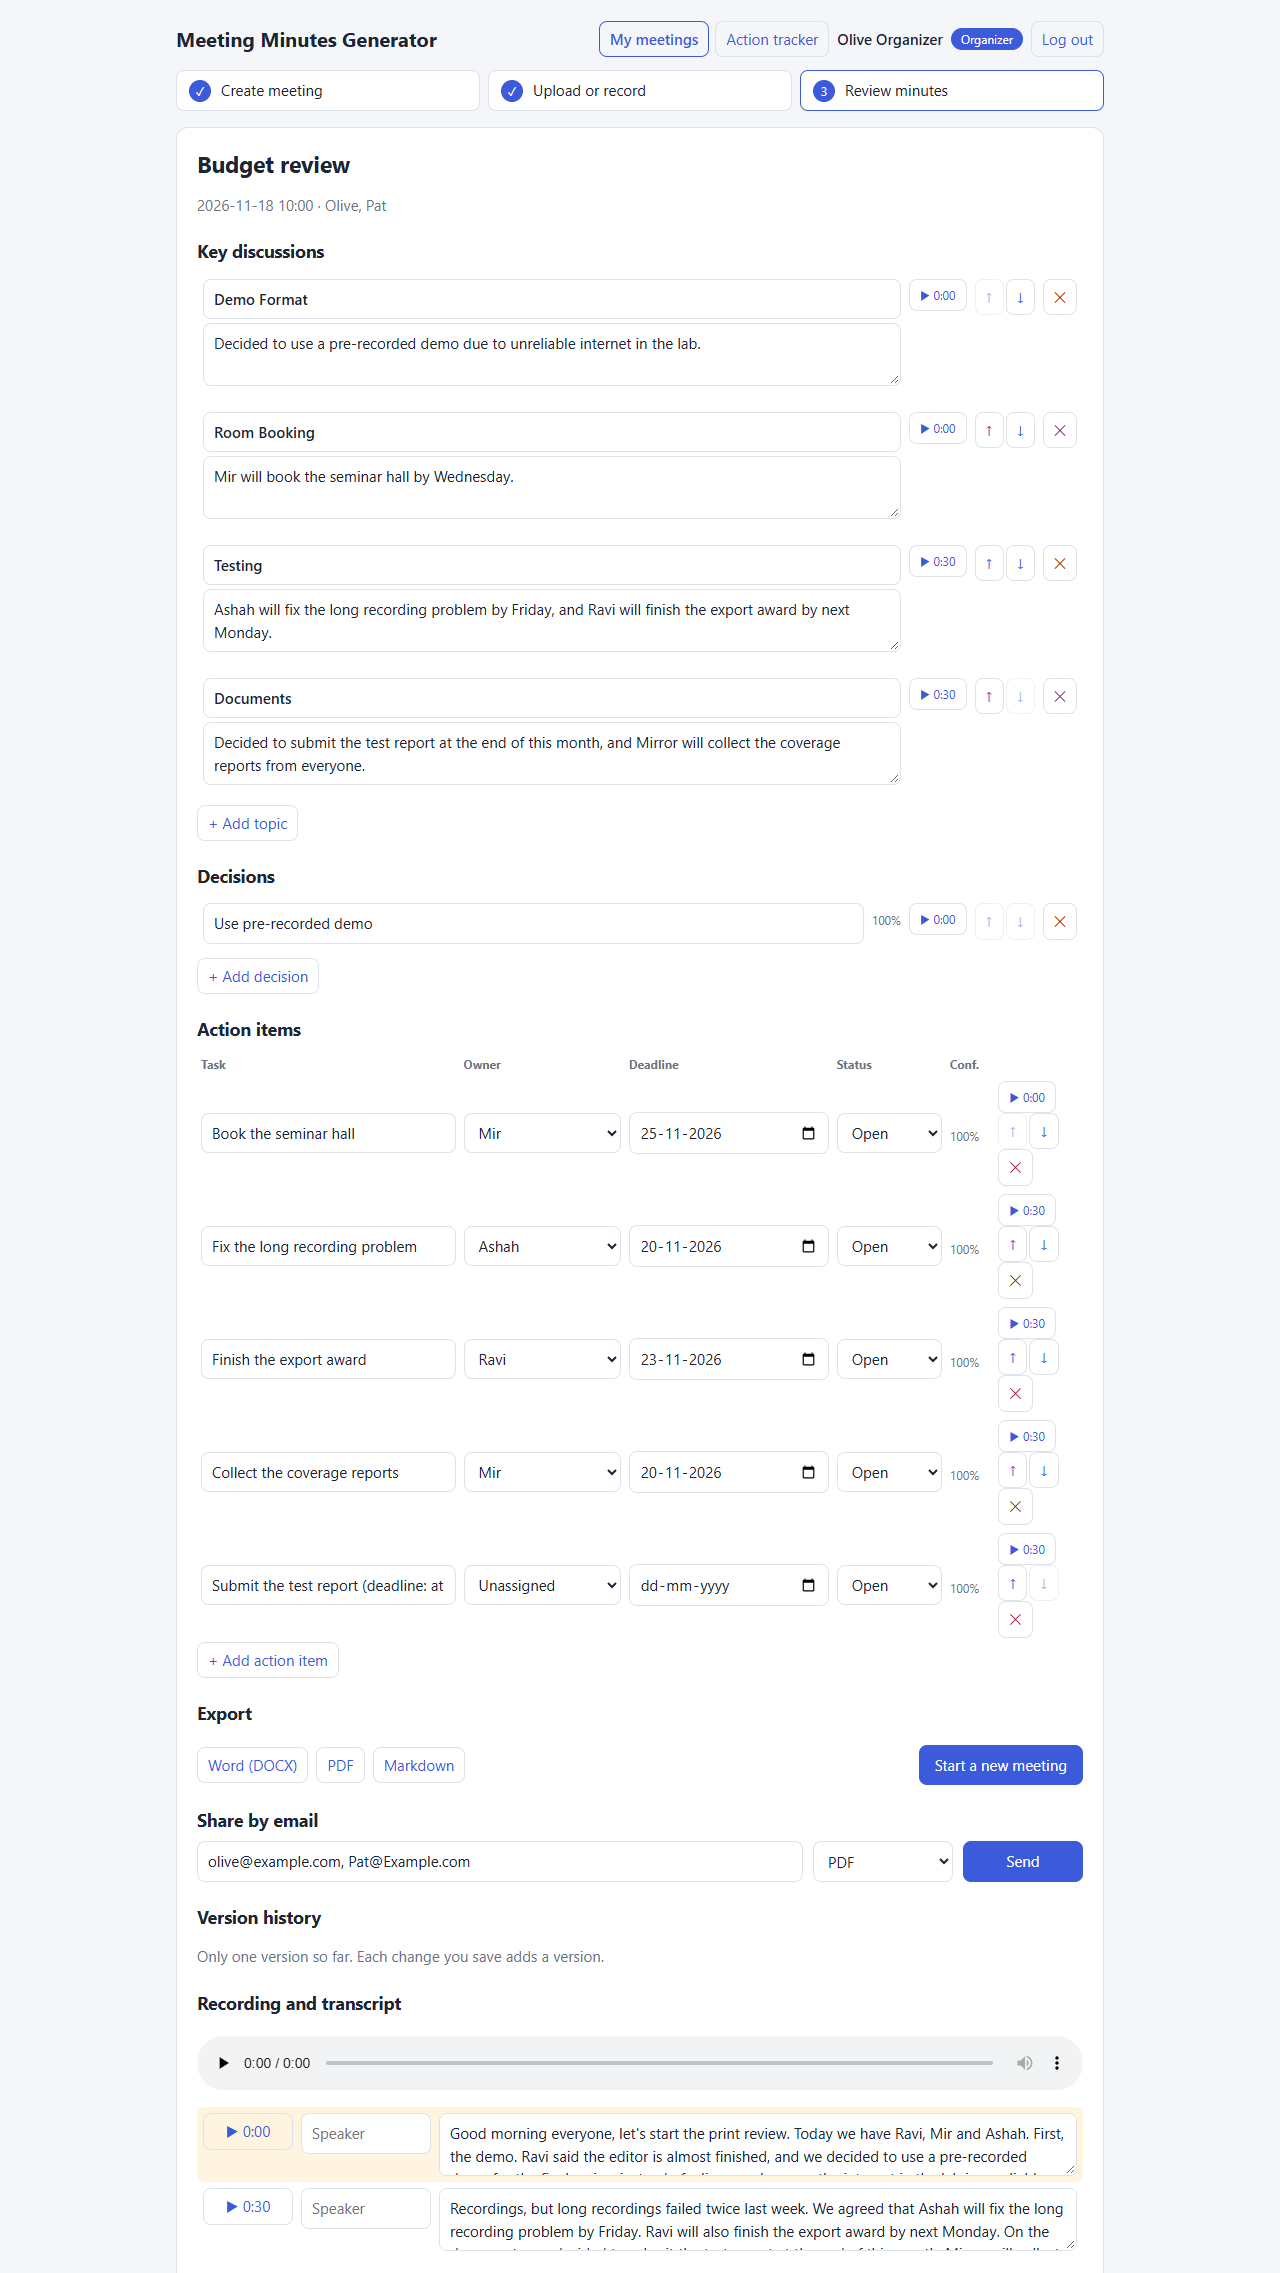 Meeting Minutes Generator
My meetings
Action tracker
Olive Organizer
Organizer
Log out
✓ Create meeting
✓ Upload or record
3 Review minutes
Budget review
2026-11-18 10:00 · Olive, Pat
Key discussions
Demo Format
▶ 0:00 ↑ ↓ ×
Decided to use a pre-recorded demo due to unreliable internet in the lab.
Room Booking
▶ 0:00 ↑ ↓ ×
Mir will book the seminar hall by Wednesday.
Testing
▶ 0:30 ↑ ↓ ×
Ashah will fix the long recording problem by Friday, and Ravi will finish the export award by next
Monday.
Documents
▶ 0:30 ↑ ↓ ×
Decided to submit the test report at the end of this month, and Mirror will collect the coverage
reports from everyone.
+ Add topic
Decisions
Use pre-recorded demo 100% ▶ 0:00 ↑ ↓ ×
+ Add decision
Action items
Task Owner Deadline Status Conf.
Book the seminar hall Mir 25-11-2026 Open 100% ▶ 0:00 ↑ ↓ ×
Fix the long recording problem Ashah 20-11-2026 Open 100% ▶ 0:30 ↑ ↓ ×
Finish the export award Ravi 23-11-2026 Open 100% ▶ 0:30 ↑ ↓ ×
Collect the coverage reports Mir 20-11-2026 Open 100% ▶ 0:30 ↑ ↓ ×
Submit the test report (deadline: at Unassigned dd-mm-yyyy Open 100% ▶ 0:30 ↑ ↓ ×
+ Add action item
Export
Word (DOCX) PDF Markdown Start a new meeting
Share by email
olive@example.com, Pat@Example.com PDF Send
Version history
Only one version so far. Each change you save adds a version.
Recording and transcript
0:00 / 0:00
▶ 0:00 Speaker
Good morning everyone, let's start the print review. Today we have Ravi, Mir and Ashah. First,
the demo. Ravi said the editor is almost finished, and we decided to use a pre-recorded
▶ 0:30 Speaker
Recordings, but long recordings failed twice last week. We agreed that Ashah will fix the long
recording problem by Friday. Ravi will also finish the export award by next Monday. On the